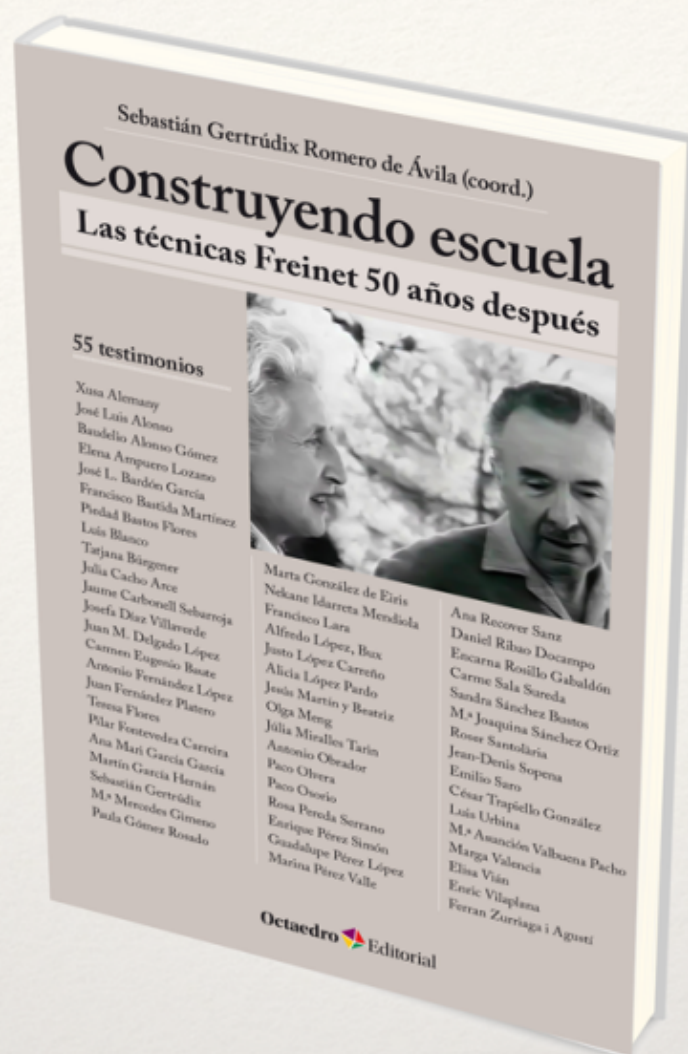 Sebastián Gertrúdix Romero de Ávila (coord.)
Construyendo escuela
Las técnicas Freinet 50 años después
55 testimonios
Xusa Alemany
José Luis Alonso
Baudelio Alonso Gómez
Elena Ampuero Lozano
José L. Bardón García
Francisco Bastida Martínez
Piedad Bastos Flores
Luis Blanco
Tatjana Bürgener
Julia Cacho Arce
Jaume Carbonell Sebarroja
Josefa Díaz Villaverde
Juan M. Delgado López
Carmen Eugenio Baute
Antonio Fernández López
Juan Fernández Platero
Teresa Flores
Pilar Fontevedra Carreira
Ana Mari García García
Martín García Hernán
Sebastián Gertrúdix
M.ª Mercedes Gimeno
Paula Gómez Rosado
Marta González de Eiris
Nekane Idarreta Mendiola
Francisco Lara
Alfredo López, Bux
Justo López Carreño
Alicia López Pardo
Jesús Martín y Beatriz
Olga Meng
Júlia Miralles Tarin
Antonio Obrador
Paco Olvera
Paco Osorio
Rosa Pereda Serrano
Enrique Pérez Simón
Guadalupe Pérez López
Marina Pérez Valle
Ana Recover Sanz
Daniel Ribao Docampo
Encarna Rosillo Gabaldón
Carme Sala Sureda
Sandra Sánchez Bustos
M.ª Joaquina Sánchez Ortiz
Roser Santolària
Jean-Denis Sopena
Emilio Saro
César Trapiello González
Luis Urbina
M.ª Asunción Valbuena Pacho
Marga Valencia
Elisa Vián
Enric Vilaplana
Ferran Zurriaga i Agustí
Octaedro Editorial